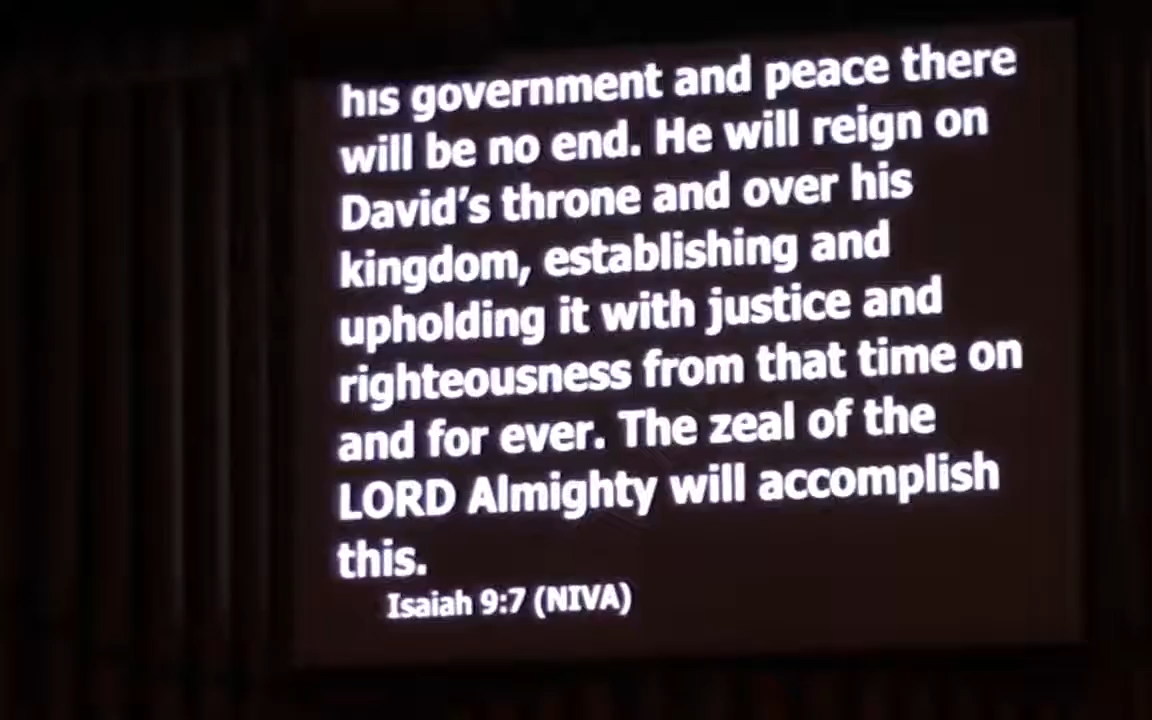 his government and peace there
will be no end. He will reign on
David's throne and over his
kingdom, establishing and
upholding it with justice and
righteousness from that time on
and for ever. The zeal of the
LORD Almighty will accomplish
this.
Isaiah 9:7 (NIVA)